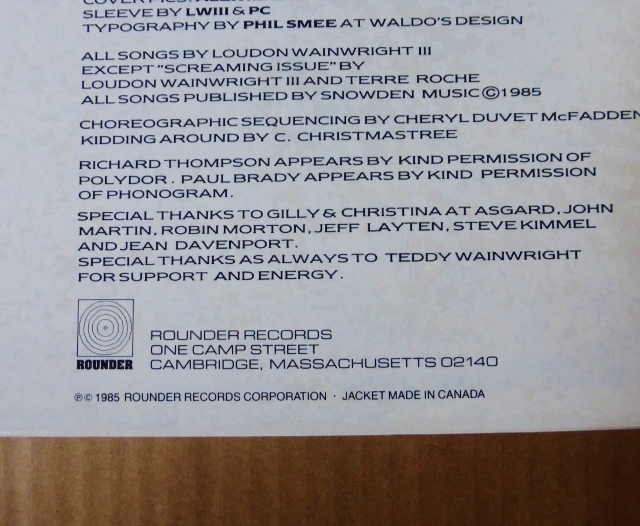 SLEEVE BY LWIII & PC
TYPOGRAPHY BY PHIL SMEE AT WALDO'S DESIGN
ALL SONGS BY LOUDON WAINWRIGHT III
EXCEPT "SCREAMING ISSUE" BY
LOUDON WAINWRIGHT III AND TERRE ROCHE
ALL SONGS PUBLISHED BY SNOWDEN MUSIC © 1985
CHOREOGRAPHIC SEQUENCING BY CHERYL DUVET McFADDEN
KIDDING AROUND BY C. CHRISTMASTREE
RICHARD THOMPSON APPEARS BY KIND PERMISSION OF
POLYDOR. PAUL BRADY APPEARS BY KIND PERMISSION
OF PHONOGRAM.
SPECIAL THANKS TO GILLY & CHRISTINA AT ASGARD, JOHN
MARTIN, ROBIN MORTON, JEFF LAYTEN, STEVE KIMMEL
AND JEAN DAVENPORT.
SPECIAL THANKS AS ALWAYS TO TEDDY WAINWRIGHT
FOR SUPPORT AND ENERGY.
ROUNDER
ROUNDER RECORDS
ONE CAMP STREET
CAMBRIDGE, MASSACHUSETTS 02140
℗© 1985 ROUNDER RECORDS CORPORATION · JACKET MADE IN CANADA